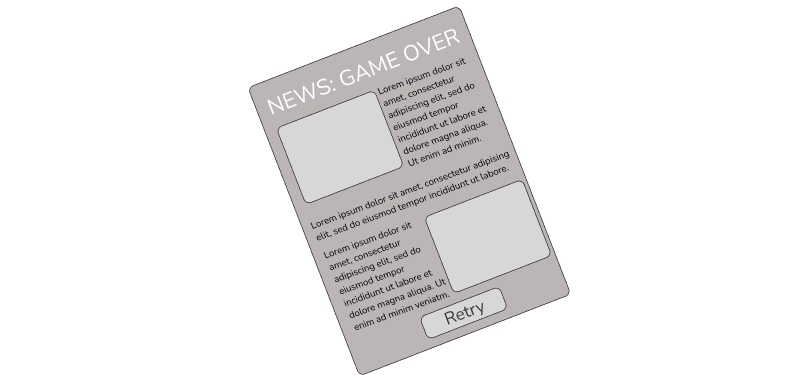 NEWS: GAME OVER
Lorem ipsum dolor sit
amet, consectetur
adipiscing elit, sed do
eiusmod tempor
incididunt ut labore et
dolore magna aliqua.
Ut enim ad minim.
Lorem ipsum dolor sit amet, consectetur adipising
elit, sed do eiusmod tempor incididunt ut labore.
Lorem ipsum dolor sit
amet, consectetur
adipiscing elit, sed do
eiusmod tempor
incididunt ut labore et
dolore magna aliqua. Ut
enim ad minim veniatm.
Retry